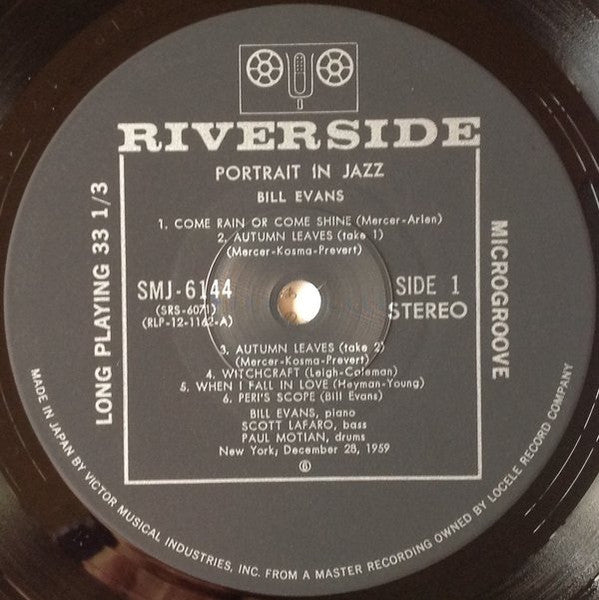 RIVERSIDE
PORTRAIT IN JAZZ
BILL EVANS
1. COME RAIN OR COME SHINE (Mercer-Arlen)
2. AUTUMN LEAVES (take 1)
(Mercer-Kosma-Prevert)
SMJ-6144
(SRS-6071)
(RLP-12-1162-A)
SIDE 1
STEREO
3. AUTUMN LEAVES (take 2)
(Mercer-Kosma-Prevert)
4. WITCHCRAFT (Leigh-Coleman)
5. WHEN I FALL IN LOVE (Heyman-Young)
6. PERI'S SCOPE (Bill Evans)
BILL EVANS, piano
SCOTT LAFARO, bass
PAUL MOTIAN, drums
New York; December 28, 1959
LONG PLAYING 33 1/3
MICROGROOVE
MADE IN JAPAN BY VICTOR MUSICAL INDUSTRIES, INC. FROM A MASTER RECORDING OWNED BY LOCELE RECORD COMPANY